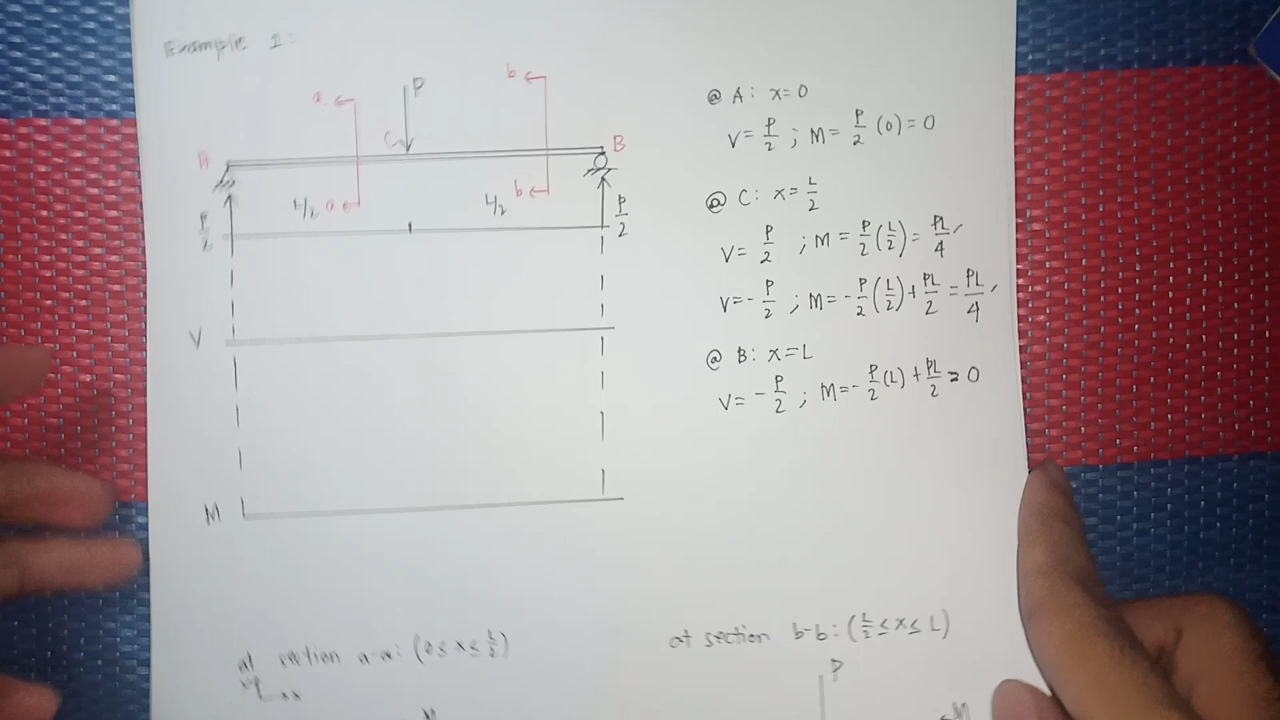 Example 1:
a
b
P
C
A
B
L/2
a
L/2
b
P/2
P/2
V
M
@ A: x=0
V= P/2 ; M= P/2 (0) = 0
@ C: x= L/2
V= P/2 ; M= P/2 (L/2) = PL/4
V= - P/2 ; M= - P/2 (L/2) + PL/2 = PL/4
@ B: x=L
V= - P/2 ; M= - P/2 (L) + PL/2 = 0
at section a-a: (0 ≤ x ≤ L/2)
at section b-b: (L/2 ≤ x ≤ L)
P
M
M